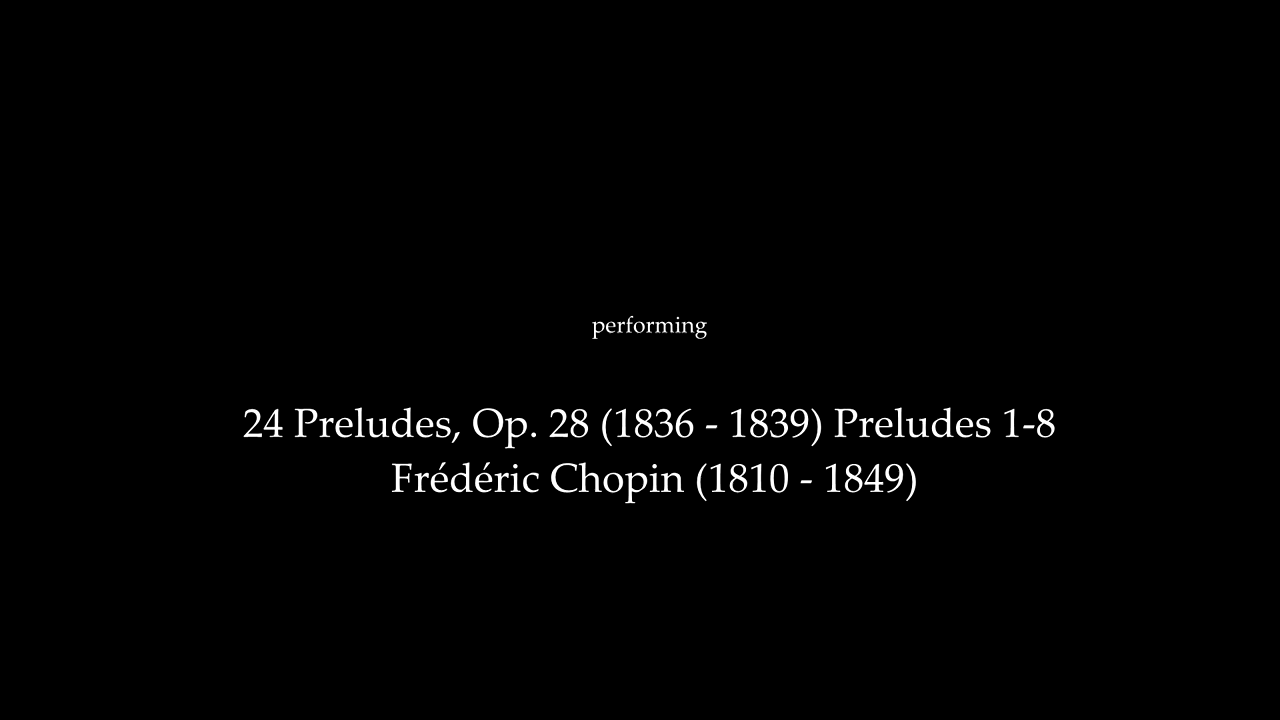 performing
24 Preludes, Op. 28 (1836 - 1839) Preludes 1-8
Frédéric Chopin (1810 - 1849)